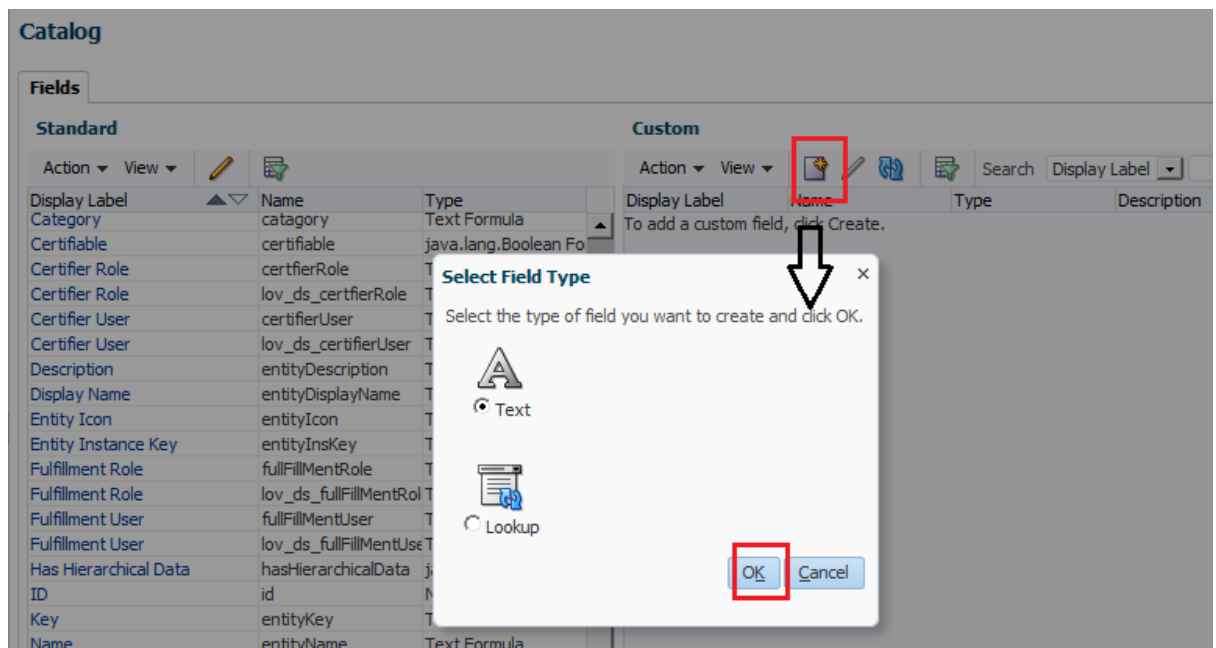 Catalog
Fields
Standard
Custom
Action View
Action View Search Display Label
Display Label Name Type
Display Label Name Type Description
Category catagory Text Formula
To add a custom field, click Create.
Certifiable certifiable java.lang.Boolean Fo
Certifier Role certfierRole T
Certifier Role lov_ds_certfierRole T
Certifier User certifierUser T
Certifier User lov_ds_certifierUser T
Description entityDescription T
Display Name entityDisplayName T
Entity Icon entityIcon T
Entity Instance Key entityInsKey T
Fulfillment Role fullFillMentRole T
Fulfillment Role lov_ds_fullFillMentRol T
Fulfillment User fullFillMentUser T
Fulfillment User lov_ds_fullFillMentUse T
Has Hierarchical Data hasHierarchicalData j
ID id N
Key entityKey T
Name entityName Text Formula
Select Field Type
Select the type of field you want to create and click OK.
Text
Lookup
OK Cancel